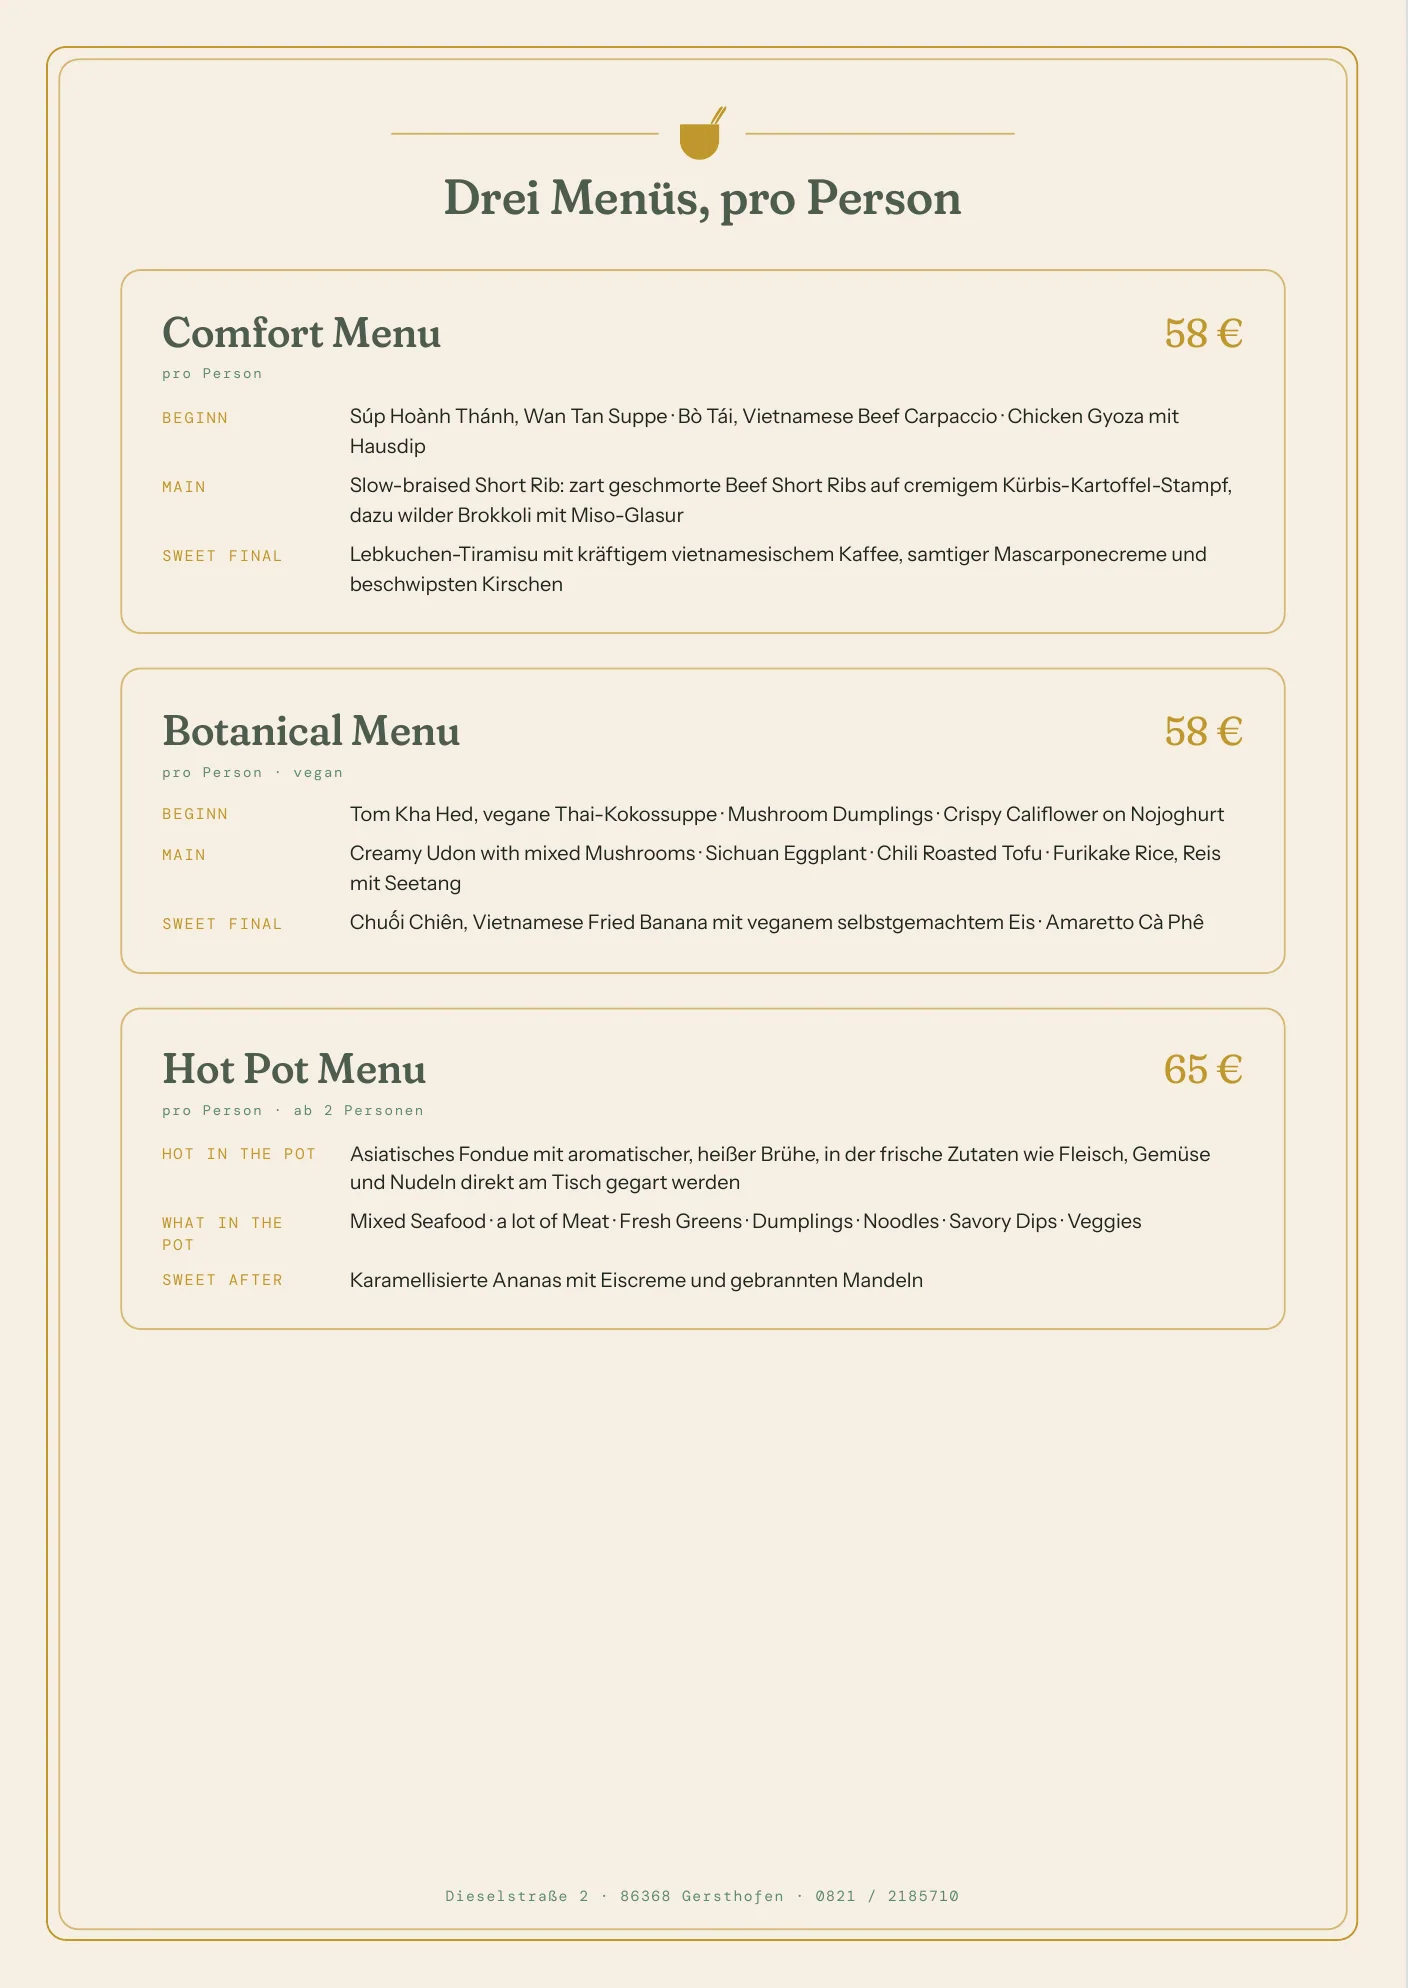 Drei Menüs, pro Person
Comfort Menu
58 €
pro Person
BEGINN
Súp Hoành Thánh, Wan Tan Suppe · Bò Tái, Vietnamese Beef Carpaccio · Chicken Gyoza mit
Hausdip
MAIN
Slow-braised Short Rib: zart geschmorte Beef Short Ribs auf cremigem Kürbis-Kartoffel-Stampf,
dazu wilder Brokkoli mit Miso-Glasur
SWEET FINAL
Lebkuchen-Tiramisu mit kräftigem vietnamesischem Kaffee, samtiger Mascarponecreme und
beschwipsten Kirschen
Botanical Menu
58 €
pro Person · vegan
BEGINN
Tom Kha Hed, vegane Thai-Kokossuppe · Mushroom Dumplings · Crispy Califlower on Nojoghurt
MAIN
Creamy Udon with mixed Mushrooms · Sichuan Eggplant · Chili Roasted Tofu · Furikake Rice, Reis
mit Seetang
SWEET FINAL
Chuối Chiên, Vietnamese Fried Banana mit veganem selbstgemachtem Eis · Amaretto Cà Phê
Hot Pot Menu
65 €
pro Person · ab 2 Personen
HOT IN THE POT
Asiatisches Fondue mit aromatischer, heißer Brühe, in der frische Zutaten wie Fleisch, Gemüse
und Nudeln direkt am Tisch gegart werden
WHAT IN THE
POT
Mixed Seafood · a lot of Meat · Fresh Greens · Dumplings · Noodles · Savory Dips · Veggies
SWEET AFTER
Karamellisierte Ananas mit Eiscreme und gebrannten Mandeln
Dieselstraße 2 · 86368 Gersthofen · 0821 / 2185710